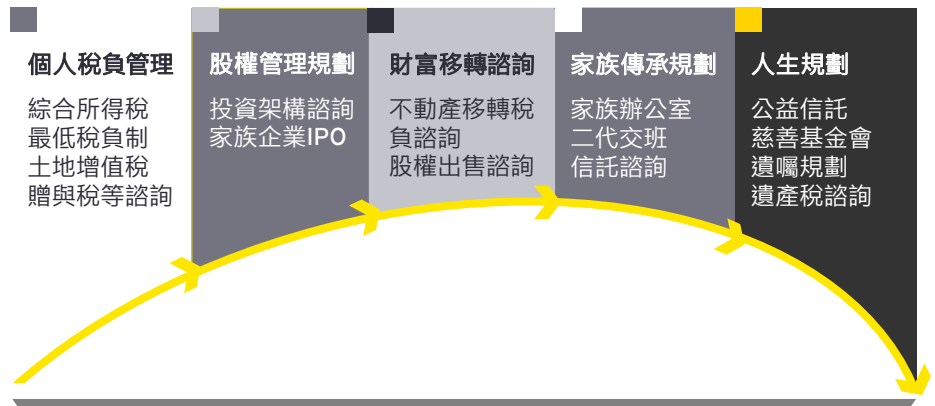 個人稅負管理
綜合所得稅
最低稅負制
土地增值稅
贈與稅等諮詢
股權管理規劃
投資架構諮詢
家族企業IPO
財富移轉諮詢
不動產移轉稅
負諮詢
股權出售諮詢
家族傳承規劃
家族辦公室
二代交班
信託諮詢
人生規劃
公益信託
慈善基金會
遺囑規劃
遺產稅諮詢